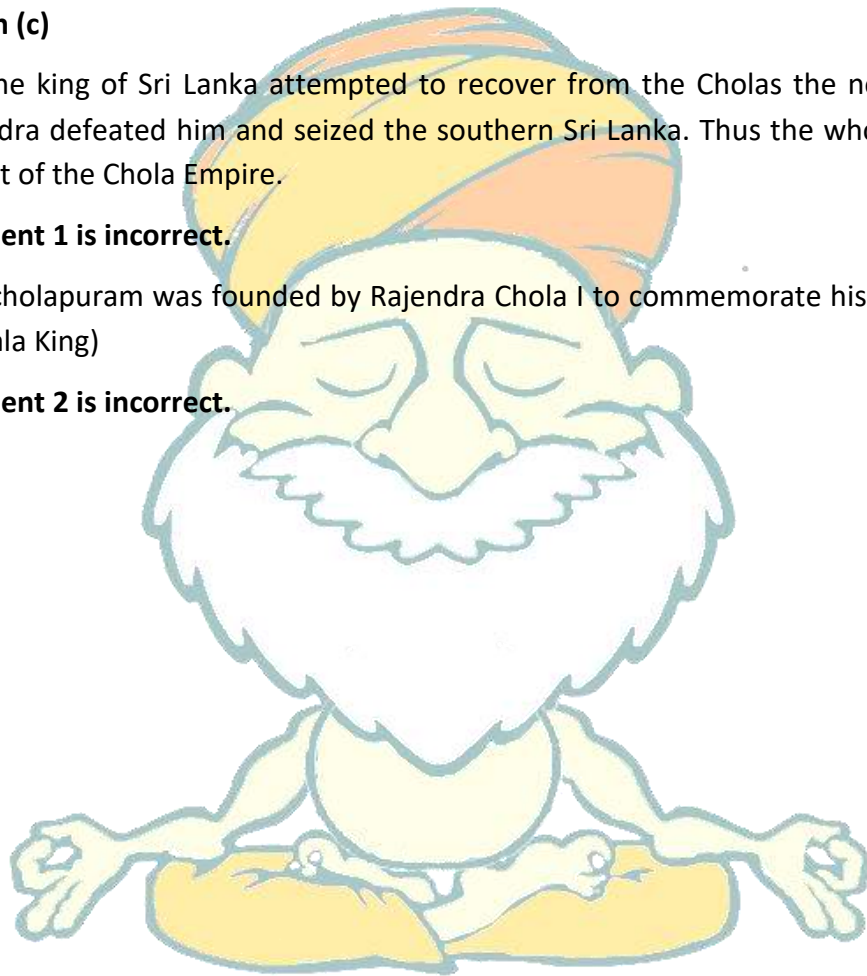 n (c)
ne king of Sri Lanka attempted to recover from the Cholas the n
dra defeated him and seized the southern Sri Lanka. Thus the wh
t of the Chola Empire.
ent 1 is incorrect.
cholapuram was founded by Rajendra Chola I to commemorate his
la King)
ent 2 is incorrect.